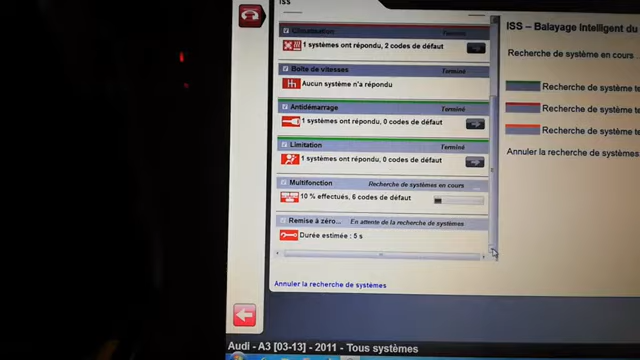 ISS
Climatisation Terminé
1 systèmes ont répondu, 2 codes de défaut
Boîte de vitesses Terminé
Aucun système n'a répondu
Antidémarrage Terminé
1 systèmes ont répondu, 0 codes de défaut
Limitation Terminé
1 systèmes ont répondu, 0 codes de défaut
Multifonction Recherche de systèmes en cours ...
10 % effectués, 6 codes de défaut
Remise à zéro... En attente de la recherche de systèmes
Durée estimée : 5 s
Annuler la recherche de systèmes
ISS – Balayage Intelligent du
Recherche de système en cours ...
Recherche de système te
Recherche de système te
Recherche de système te
Annuler la recherche de systèmes
Audi - A3 [03-13] - 2011 - Tous systèmes